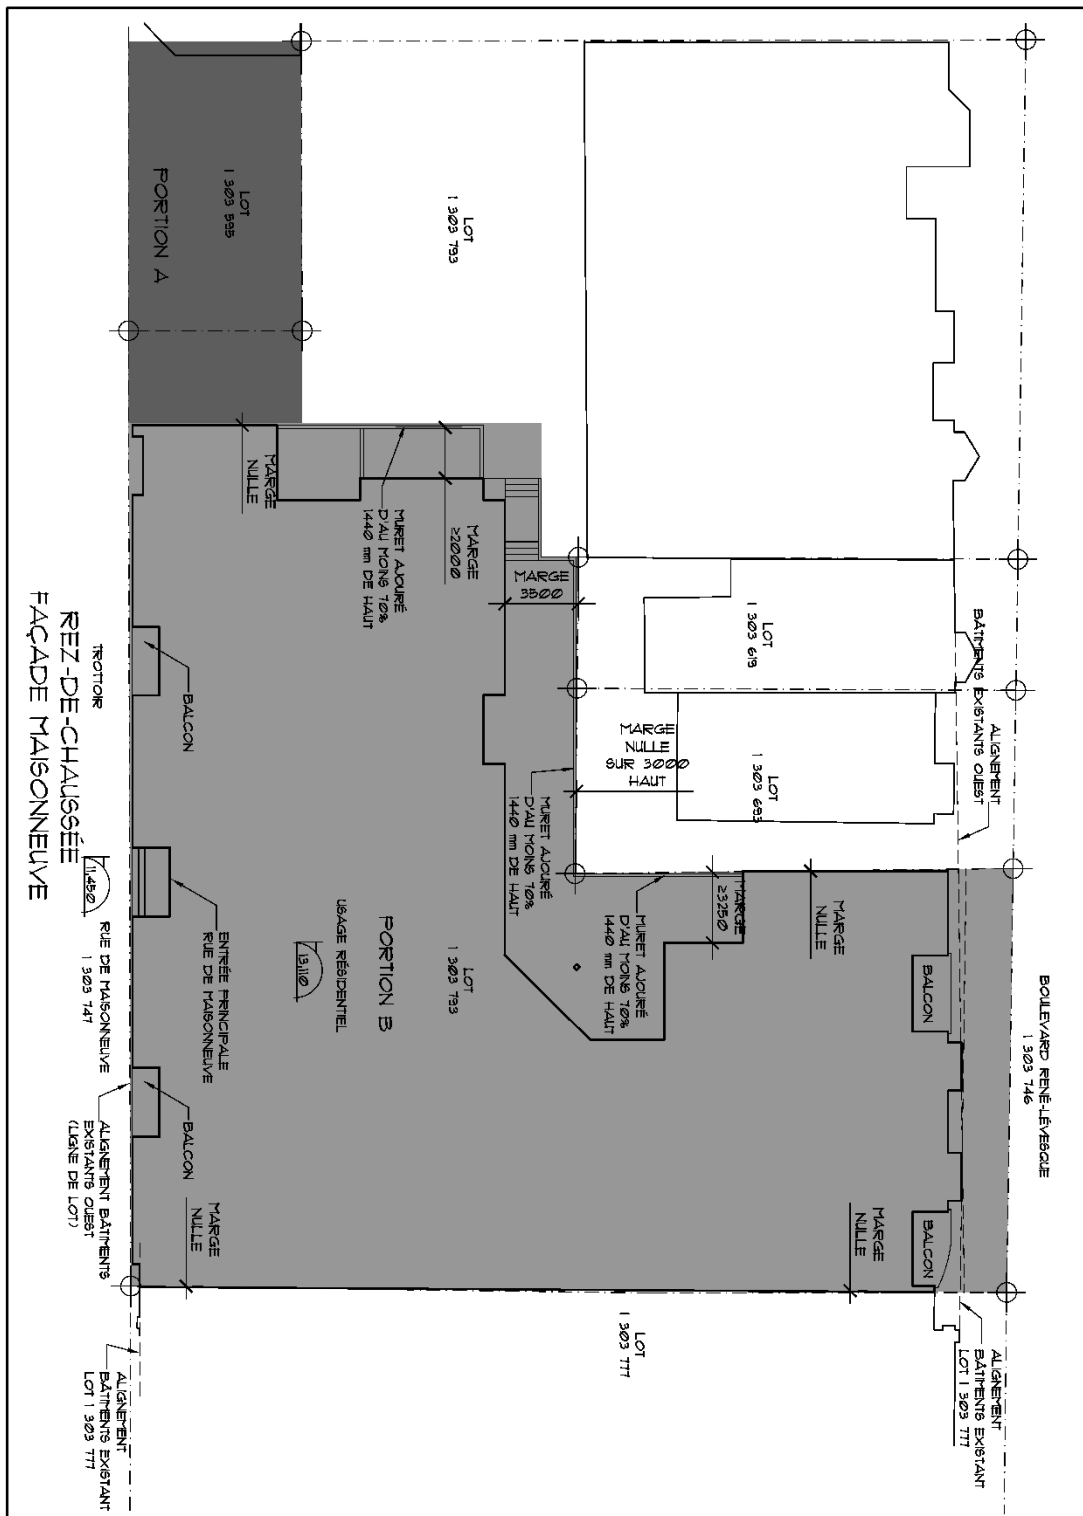 BOULEVARD RENÉ-LÉVESQUE
1 303 746
ALIGNEMENT
BÂTIMENTS EXISTANTS OUEST
ALIGNEMENT
BÂTIMENTS EXISTANT
LOT 1 303 777
BALCON
BALCON
MARGE
NULLE
MARGE
NULLE
LOT
1 303 619
LOT
1 303 693
MARGE
≥3250
MARGE
NULLE
SUR 3000
HAUT
MURET AJOURÉ
D'AU MOINS 70%
1440 mm DE HAUT
LOT
1 303 777
MARGE
3500
MURET AJOURÉ
D'AU MOINS 70%
1440 mm DE HAUT
LOT
1 303 793
MARGE
≥2000
LOT
1 303 793
MURET AJOURÉ
D'AU MOINS 70%
1440 mm DE HAUT
PORTION B
USAGE RÉSIDENTIEL
13,110
LOT
1 303 595
PORTION A
MARGE
NULLE
BALCON
ENTRÉE PRINCIPALE
RUE DE MAISONNEUVE
BALCON
MARGE
NULLE
TROTTOIR
11,450
RUE DE MAISONNEUVE
1 303 747
ALIGNEMENT BÂTIMENTS
EXISTANTS OUEST
(LIGNE DE LOT)
ALIGNEMENT
BÂTIMENTS EXISTANT
LOT 1 303 777
REZ-DE-CHAUSSÉE
FAÇADE MAISONNEUVE